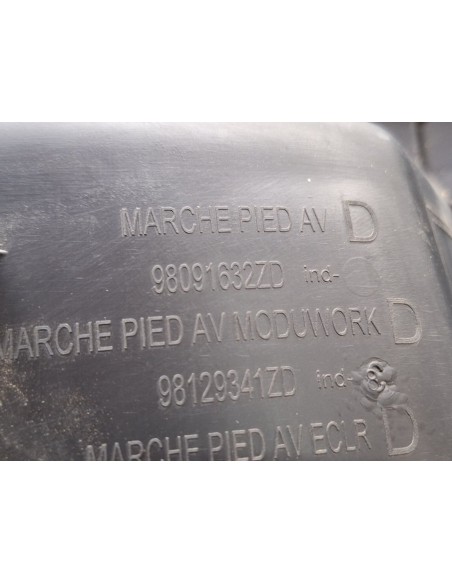 MARCHE PIED AV D
98091632ZD ind-
MARCHE PIED AV MODUWORK D
98129341ZD ind-
MARCHE PIED AV ECLR D